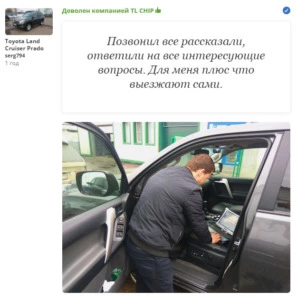 Доволен компанией TL CHIP
Toyota Land
Cruiser Prado
serg794
1 год
Позвонил все рассказали,
ответили на все интересующие
вопросы. Для меня плюс что
выезжают сами.